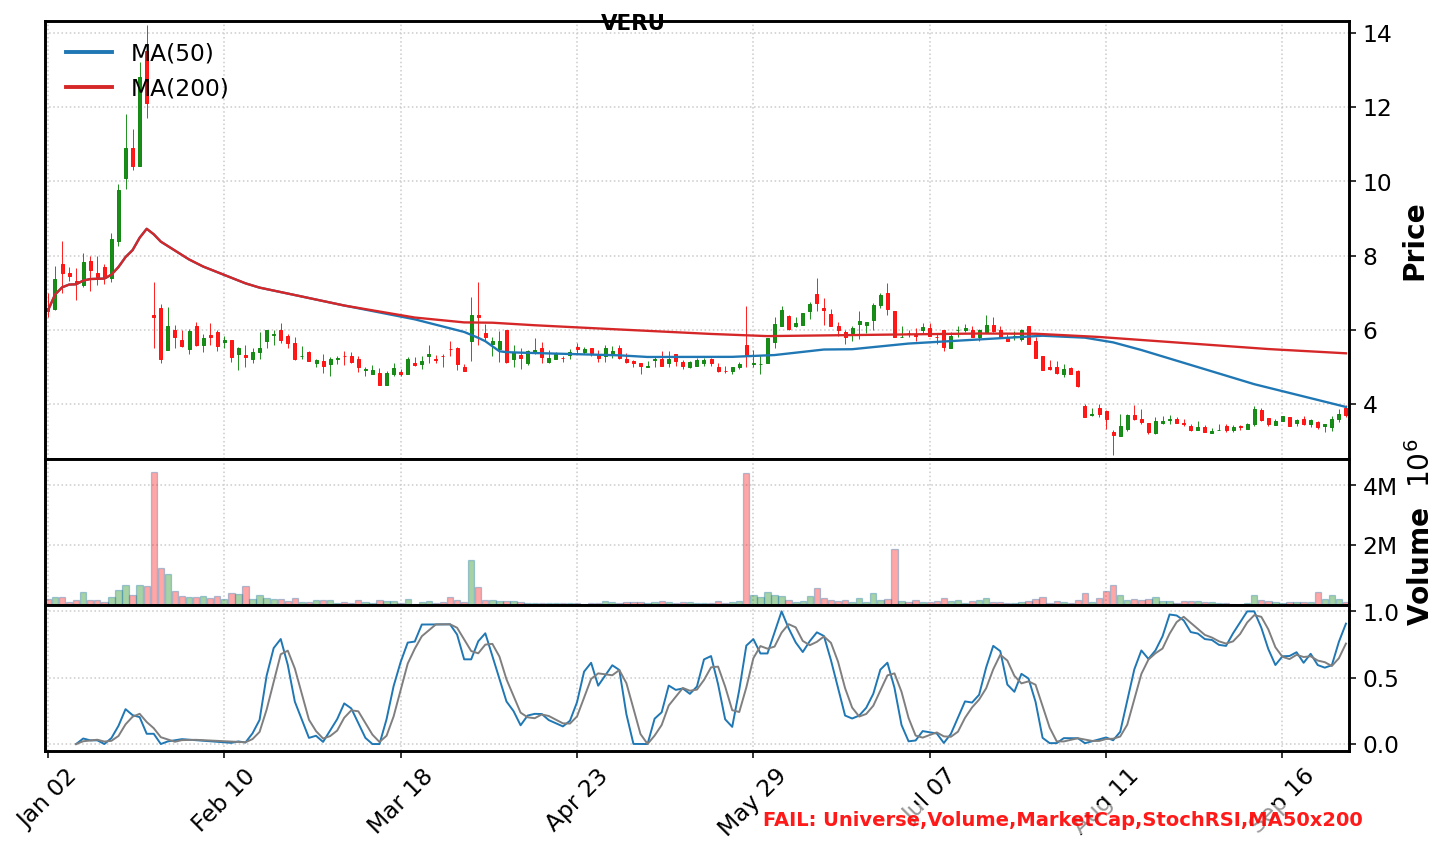 VERU
MA(50)
MA(200)
14
12
10
8
6
4
Price
4M
2M
Volume 10^6
1.0
0.5
0.0
Jan 02
Feb 10
Mar 18
Apr 23
May 29
Jul 07
Aug 11
Sep 16
FAIL: Universe,Volume,MarketCap,StochRSI,MA50x200